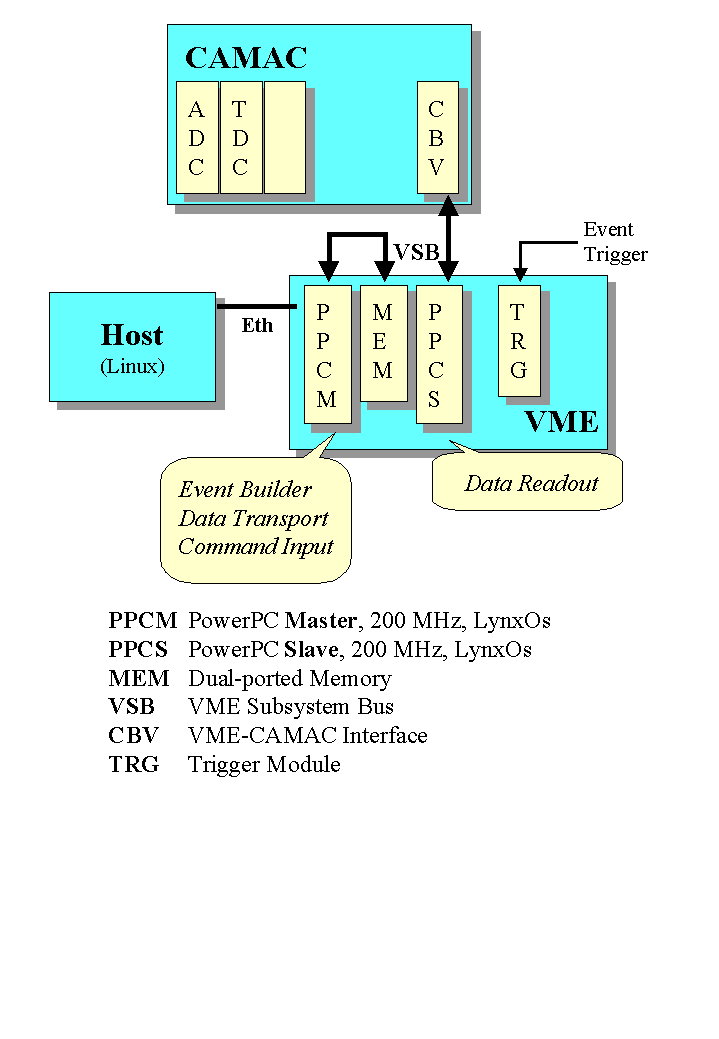 CAMAC
ADC
TDC
CBV
VSB
Event
Trigger
Host
(Linux)
Eth
PPCM
MEM
PPCS
TRG
VME
Event Builder
Data Transport
Command Input
Data Readout
PPCM PowerPC Master, 200 MHz, LynxOs
PPCS PowerPC Slave, 200 MHz, LynxOs
MEM Dual-ported Memory
VSB VME Subsystem Bus
CBV VME-CAMAC Interface
TRG Trigger Module